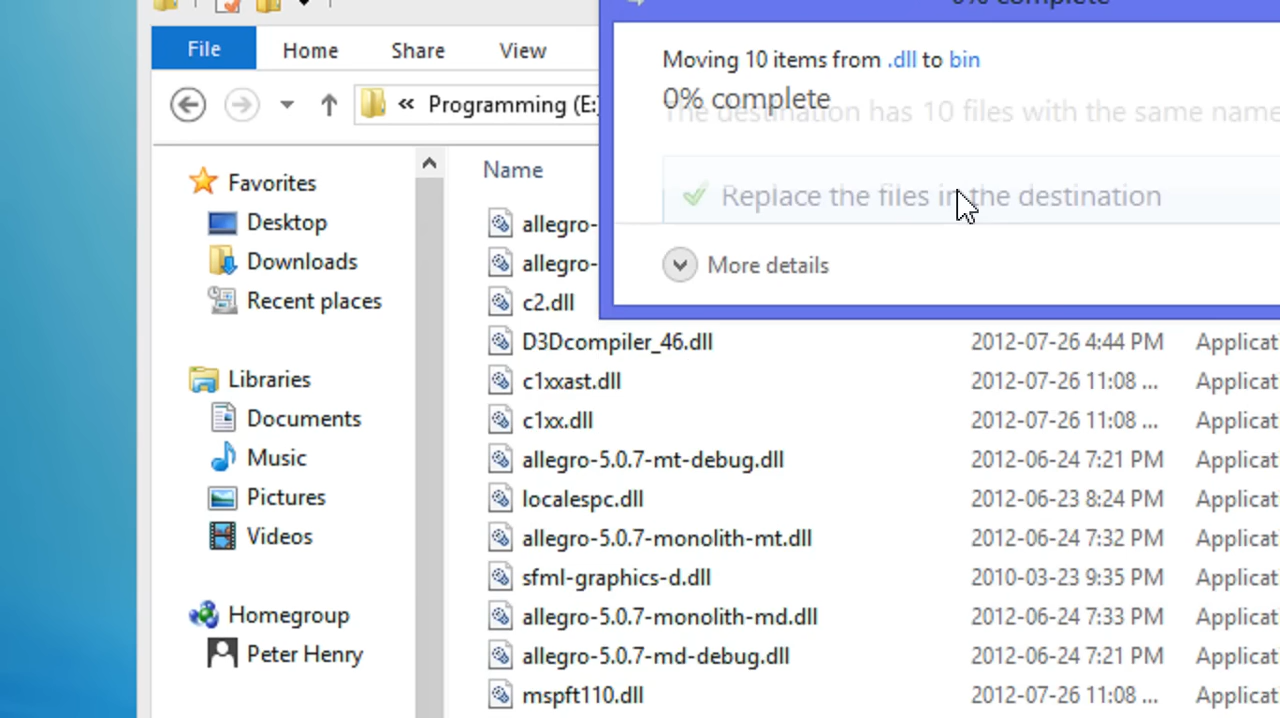 0% complete
File Home Share View
Moving 10 items from .dll to bin
0% complete
The destination has 10 files with the same name
« Programming (E:
Replace the files in the destination
More details
Name
Favorites
Desktop
Downloads
Recent places
Libraries
Documents
Music
Pictures
Videos
Homegroup
Peter Henry
allegro-
allegro-
c2.dll
D3Dcompiler_46.dll 2012-07-26 4:44 PM Applicat
c1xxast.dll 2012-07-26 11:08 ... Applicat
c1xx.dll 2012-07-26 11:08 ... Applicat
allegro-5.0.7-mt-debug.dll 2012-06-24 7:21 PM Applicat
localespc.dll 2012-06-23 8:24 PM Applicat
allegro-5.0.7-monolith-mt.dll 2012-06-24 7:32 PM Applicat
sfml-graphics-d.dll 2010-03-23 9:35 PM Applicat
allegro-5.0.7-monolith-md.dll 2012-06-24 7:33 PM Applicat
allegro-5.0.7-md-debug.dll 2012-06-24 7:21 PM Applicat
mspft110.dll 2012-07-26 11:08 ... Applicat